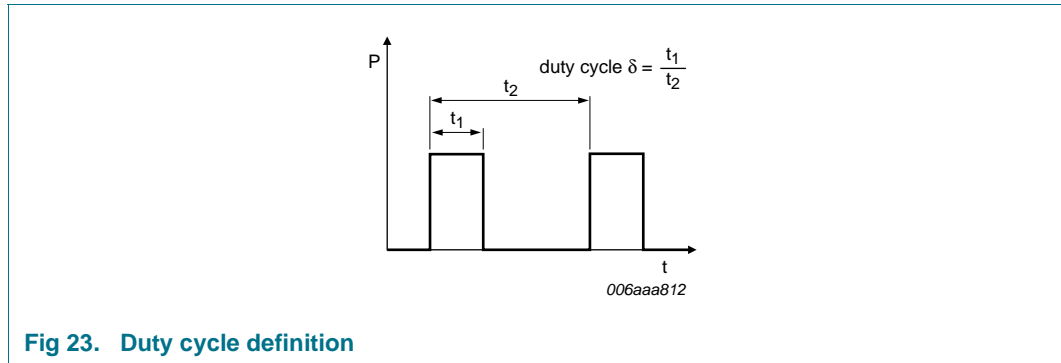 P
duty cycle δ = t1
t2
t2
t1
t
006aaa812
Fig 23. Duty cycle definition